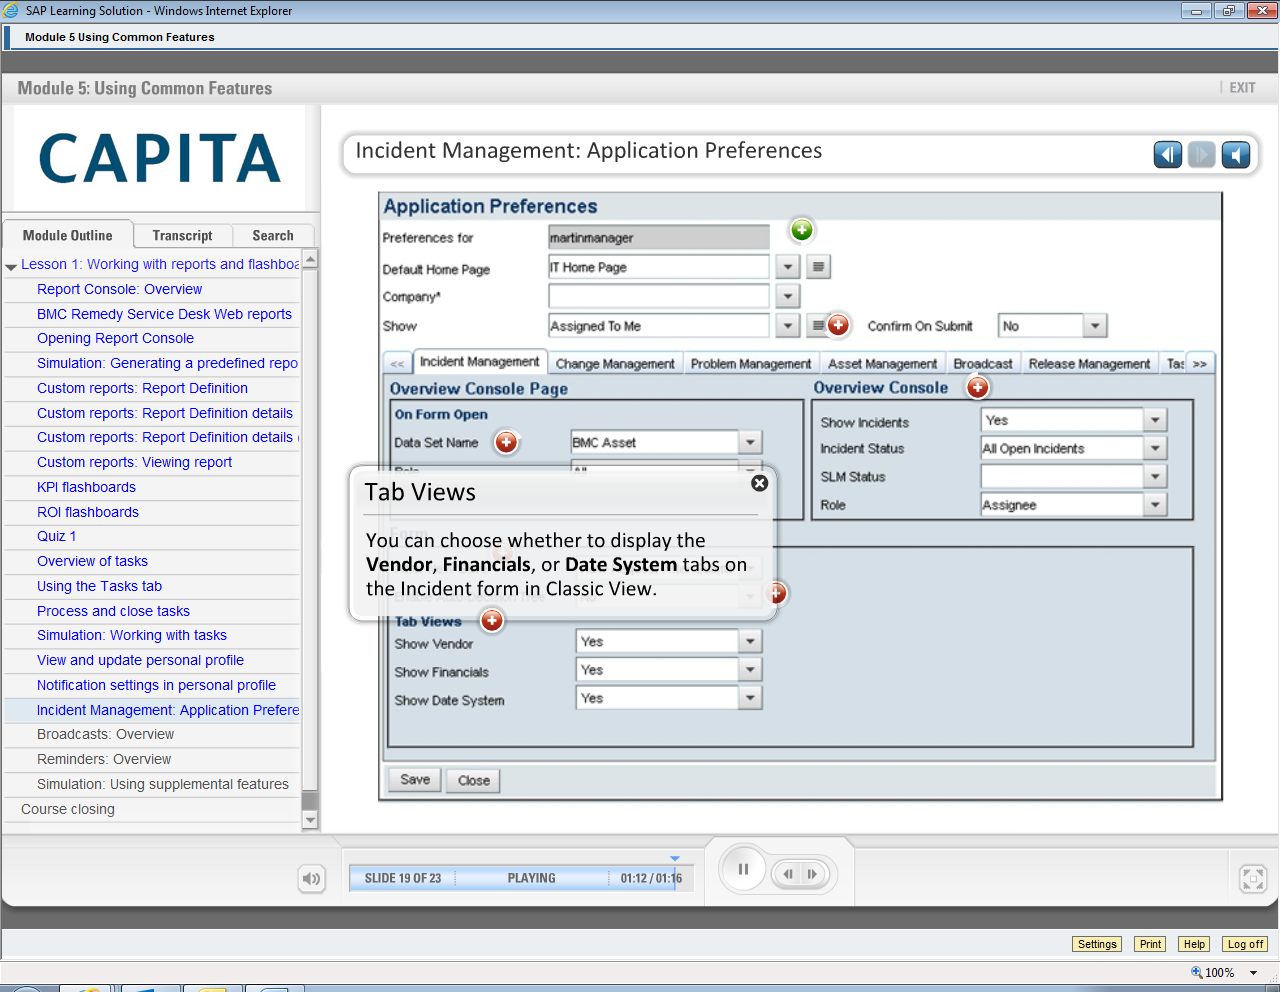 SAP Learning Solution - Windows Internet Explorer
Module 5 Using Common Features
Module 5: Using Common Features
EXIT
CAPITA
Module Outline
Transcript
Search
Lesson 1: Working with reports and flashboa
Report Console: Overview
BMC Remedy Service Desk Web reports
Opening Report Console
Simulation: Generating a predefined repo
Custom reports: Report Definition
Custom reports: Report Definition details
Custom reports: Report Definition details (
Custom reports: Viewing report
KPI flashboards
ROI flashboards
Quiz 1
Overview of tasks
Using the Tasks tab
Process and close tasks
Simulation: Working with tasks
View and update personal profile
Notification settings in personal profile
Incident Management: Application Prefere
Broadcasts: Overview
Reminders: Overview
Simulation: Using supplemental features
Course closing
Incident Management: Application Preferences
Application Preferences
Preferences for martinmanager
Default Home Page IT Home Page
Company*
Show Assigned To Me Confirm On Submit No
<< Incident Management Change Management Problem Management Asset Management Broadcast Release Management Tas >>
Overview Console Page
On Form Open
Data Set Name BMC Asset
Role All
Overview Console
Show Incidents Yes
Incident Status All Open Incidents
SLM Status
Role Assignee
Tab Views
You can choose whether to display the
Vendor, Financials, or Date System tabs on
the Incident form in Classic View.
Form
Tab Views
Show Vendor Yes
Show Financials Yes
Show Date System Yes
Save Close
SLIDE 19 OF 23 PLAYING 01:12 / 01:16
Settings Print Help Log off
100%